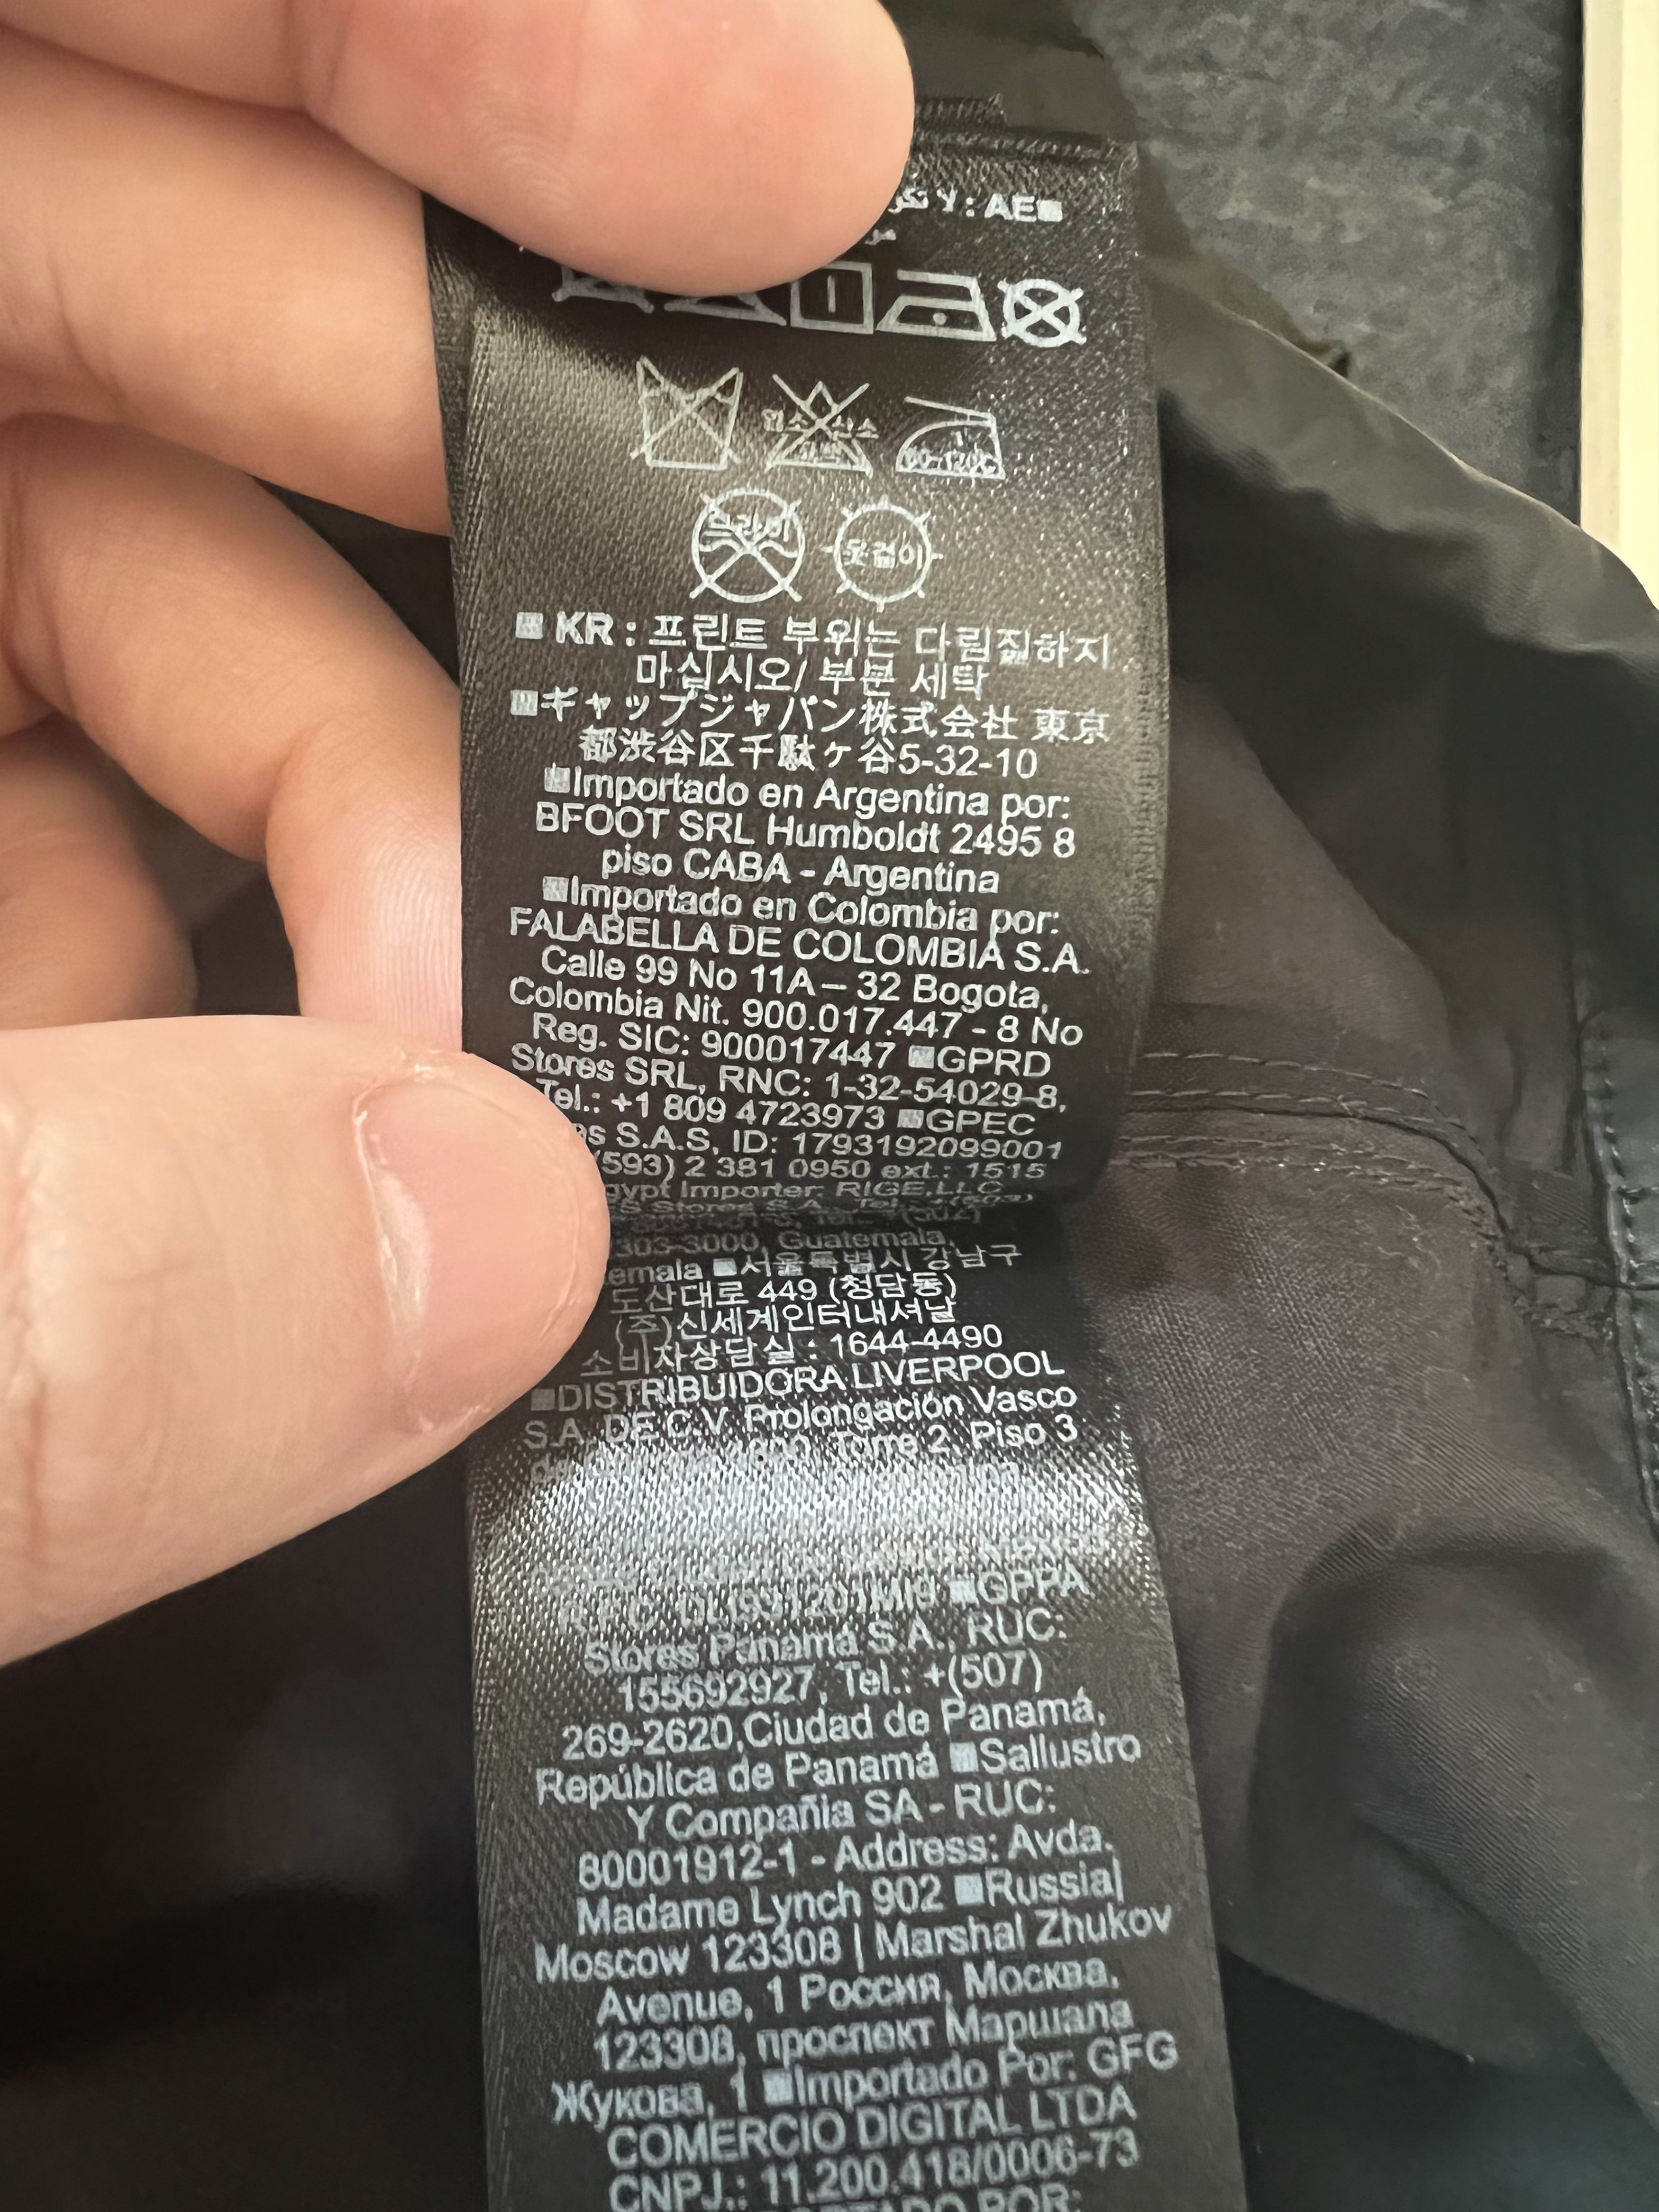 AE: لا
KR : 프린트 부위는 다림질하지
마십시오/ 부분 세탁
ギャップジャパン株式会社 東京
都渋谷区千駄ヶ谷5-32-10
Importado en Argentina por:
BFOOT SRL Humboldt 2495 8
piso CABA - Argentina
Importado en Colombia por:
FALABELLA DE COLOMBIA S.A.
Calle 99 No 11A – 32 Bogota,
Colombia Nit. 900.017.447 - 8 No
Reg. SIC: 900017447 ■GPRD
Stores SRL, RNC: 1-32-54029-8,
Tel.: +1 809 4723973 ■GPEC
S.A.S, ID: 1793192099001
(593) 2 381 0950 ext.: 1515
Importer: RIGE,LLC
303-3000, Guatemala,
■서울특별시 강남구
도산대로 449 (청담동)
(주)신세계인터내셔날
소비자상담실 : 1644-4490
■DISTRIBUIDORA LIVERPOOL
S.A. DE C.V. Prolongación Vasco
Torre 2, Piso 3
■GPPA
Stores Panamá S.A., RUC:
155692927, Tel.: +(507)
269-2620,Ciudad de Panamá,
República de Panamá ■Sallustro
Y Compañia SA - RUC:
80001912-1 - Address: Avda.
Madame Lynch 902 ■Russia|
Moscow 123308 | Marshal Zhukov
Avenue, 1 Россия, Москва,
123308, проспект Маршала
Жукова, 1 ■Importado Por: GFG
COMERCIO DIGITAL LTDA
CNPJ.: 11.200.418/0006-73
POR: